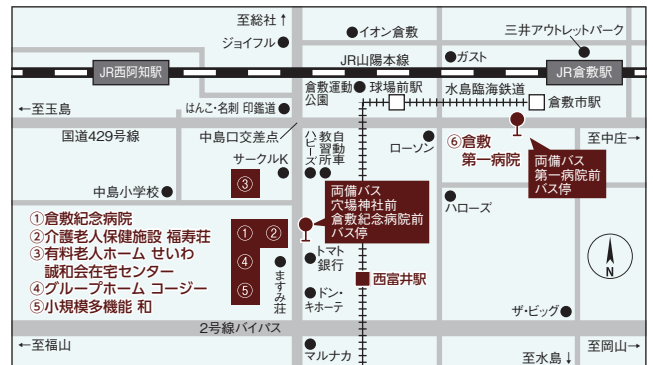 至総社↑
ジョイフル
イオン倉敷
三井アウトレットパーク
JR山陽本線
ガスト
JR西阿知駅
JR倉敷駅
倉敷運動
公園
球場前駅
水島臨海鉄道
倉敷市駅
←至玉島
はんこ・名刺 印鑑道
国道429号線
中島口交差点
ハピーズ
自動車
教習所
ローソン
⑥倉敷
第一病院
至中庄→
両備バス
第一病院前
バス停
サークルK
③
中島小学校
両備バス
穴場神社前
倉敷紀念病院前
バス停
ハローズ
①倉敷紀念病院
②介護老人保健施設 福寿荘
③有料老人ホーム せいわ
誠和会在宅センター
④グループホーム コージー
⑤小規模多機能 和
① ②
④
⑤
ますみ荘
トマト
銀行
西富井駅
N
ドン・
キホーテ
ザ・ビッグ
2号線バイパス
←至福山
マルナカ
至水島↓
至岡山→